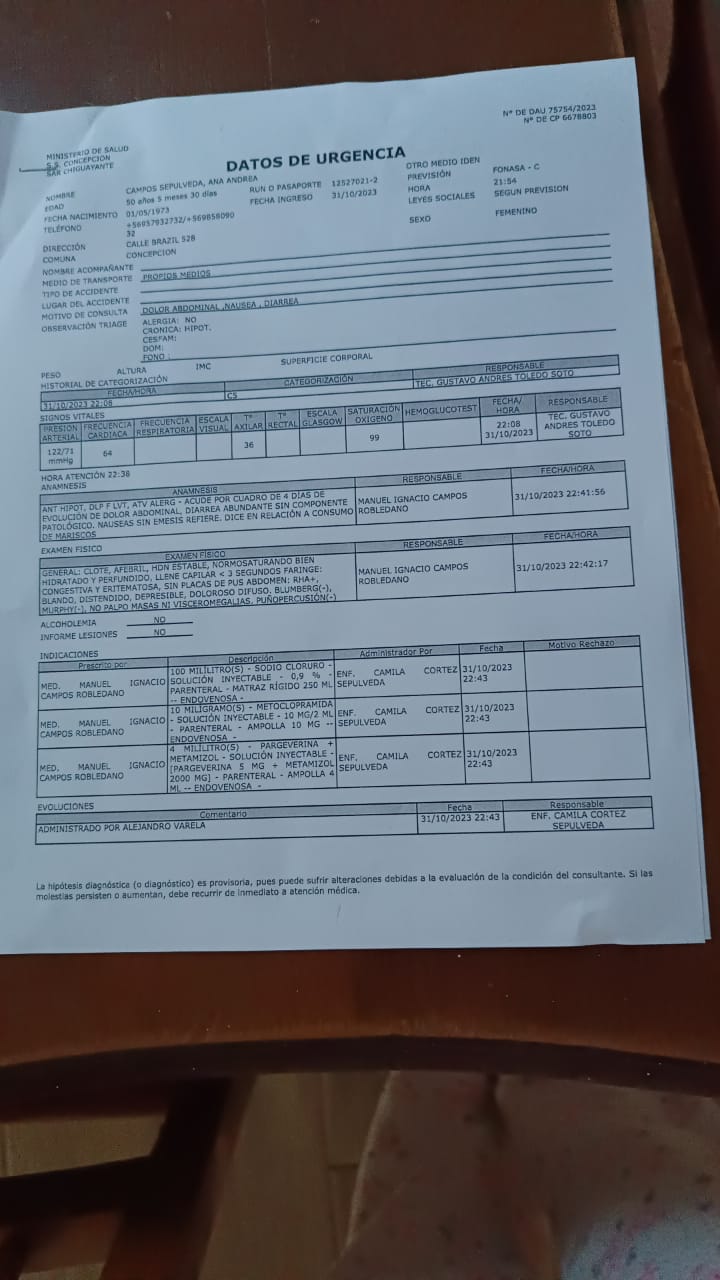 Nº DE DAU 75754/2023
Nº DE CP 6678803
MINISTERIO DE SALUD
S.S. CONCEPCION
SAR CHIGUAYANTE
DATOS DE URGENCIA
NOMBRE CAMPOS SEPULVEDA, ANA ANDREA
OTRO MEDIO IDEN
EDAD 50 años 5 meses 30 días RUN O PASAPORTE 12527021-2 PREVISIÓN FONASA - C
FECHA NACIMIENTO 01/05/1973 FECHA INGRESO 31/10/2023 HORA 21:54
TELÉFONO +56957932732/+569858090
32
LEYES SOCIALES SEGUN PREVISION
SEXO FEMENINO
DIRECCIÓN CALLE BRAZIL 528
COMUNA CONCEPCION
NOMBRE ACOMPAÑANTE
MEDIO DE TRANSPORTE PROPIOS MEDIOS
TIPO DE ACCIDENTE
LUGAR DEL ACCIDENTE
MOTIVO DE CONSULTA DOLOR ABDOMINAL ,NAUSEA , DIARREA
OBSERVACIÓN TRIAGE ALERGIA: NO
CRONICA: HIPOT.
CESFAM:
DOM:
FONO :
PESO ALTURA IMC SUPERFICIE CORPORAL
HISTORIAL DE CATEGORIZACIÓN
FECHA/HORA CATEGORIZACIÓN RESPONSABLE
31/10/2023 22:08 C5 TEC. GUSTAVO ANDRES TOLEDO SOTO
SIGNOS VITALES
PRESION ARTERIAL FRECUENCIA CARDIACA FRECUENCIA RESPIRATORIA ESCALA VISUAL Tº AXILAR Tº RECTAL ESCALA GLASGOW SATURACIÓN OXIGENO HEMOGLUCOTEST FECHA/ HORA RESPONSABLE
122/71 mmHg 64 36 99 22:08 31/10/2023 TEC. GUSTAVO ANDRES TOLEDO SOTO
HORA ATENCIÓN 22:38
ANAMNESIS
ANAMNESIS RESPONSABLE FECHA/HORA
ANT HIPOT, DLP F LVT, ATV ALERG - ACUDE POR CUADRO DE 4 DÍAS DE
EVOLUCIÓN DE DOLOR ABDOMINAL, DIARREA ABUNDANTE SIN COMPONENTE
PATOLÓGICO. NAUSEAS SIN EMESIS REFIERE. DICE EN RELACIÓN A CONSUMO
DE MARISCOS
MANUEL IGNACIO CAMPOS
ROBLEDANO
31/10/2023 22:41:56
EXAMEN FISICO
EXAMEN FÍSICO RESPONSABLE FECHA/HORA
GENERAL: CLOTE, AFEBRIL, HDN ESTABLE, NORMOSATURANDO BIEN
HIDRATADO Y PERFUNDIDO, LLENE CAPILAR < 3 SEGUNDOS FARINGE:
CONGESTIVA Y ERITEMATOSA, SIN PLACAS DE PUS ABDOMEN: RHA+,
BLANDO, DISTENDIDO, DEPRESIBLE, DOLOROSO DIFUSO. BLUMBERG(-),
MURPHY(-), NO PALPO MASAS NI VISCEROMEGALIAS. PUÑOPERCUSIÓN(-)
MANUEL IGNACIO CAMPOS
ROBLEDANO
31/10/2023 22:42:17
ALCOHOLEMIA NO
INFORME LESIONES NO
INDICACIONES
Prescrito por Descripción Administrador Por Fecha Motivo Rechazo
MED. MANUEL IGNACIO
CAMPOS ROBLEDANO
100 MILILITRO(S) - SODIO CLORURO -
SOLUCIÓN INYECTABLE - 0,9 % -
PARENTERAL - MATRAZ RÍGIDO 250 ML
-- ENDOVENOSA -
ENF. CAMILA CORTEZ
SEPULVEDA
31/10/2023
22:43
MED. MANUEL IGNACIO
CAMPOS ROBLEDANO
10 MILIGRAMO(S) - METOCLOPRAMIDA
- SOLUCIÓN INYECTABLE - 10 MG/2 ML
- PARENTERAL - AMPOLLA 10 MG --
ENDOVENOSA -
ENF. CAMILA CORTEZ
SEPULVEDA
31/10/2023
22:43
MED. MANUEL IGNACIO
CAMPOS ROBLEDANO
4 MILILITRO(S) - PARGEVERINA +
METAMIZOL - SOLUCIÓN INYECTABLE -
[PARGEVERINA 5 MG + METAMIZOL
2000 MG] - PARENTERAL - AMPOLLA 4
ML -- ENDOVENOSA -
ENF. CAMILA CORTEZ
SEPULVEDA
31/10/2023
22:43
EVOLUCIONES
Comentario Fecha Responsable
ADMINISTRADO POR ALEJANDRO VARELA 31/10/2023 22:43 ENF. CAMILA CORTEZ
SEPULVEDA
La hipótesis diagnóstica (o diagnóstico) es provisoria, pues puede sufrir alteraciones debidas a la evaluación de la condición del consultante. Si las
molestias persisten o aumentan, debe recurrir de inmediato a atención médica.